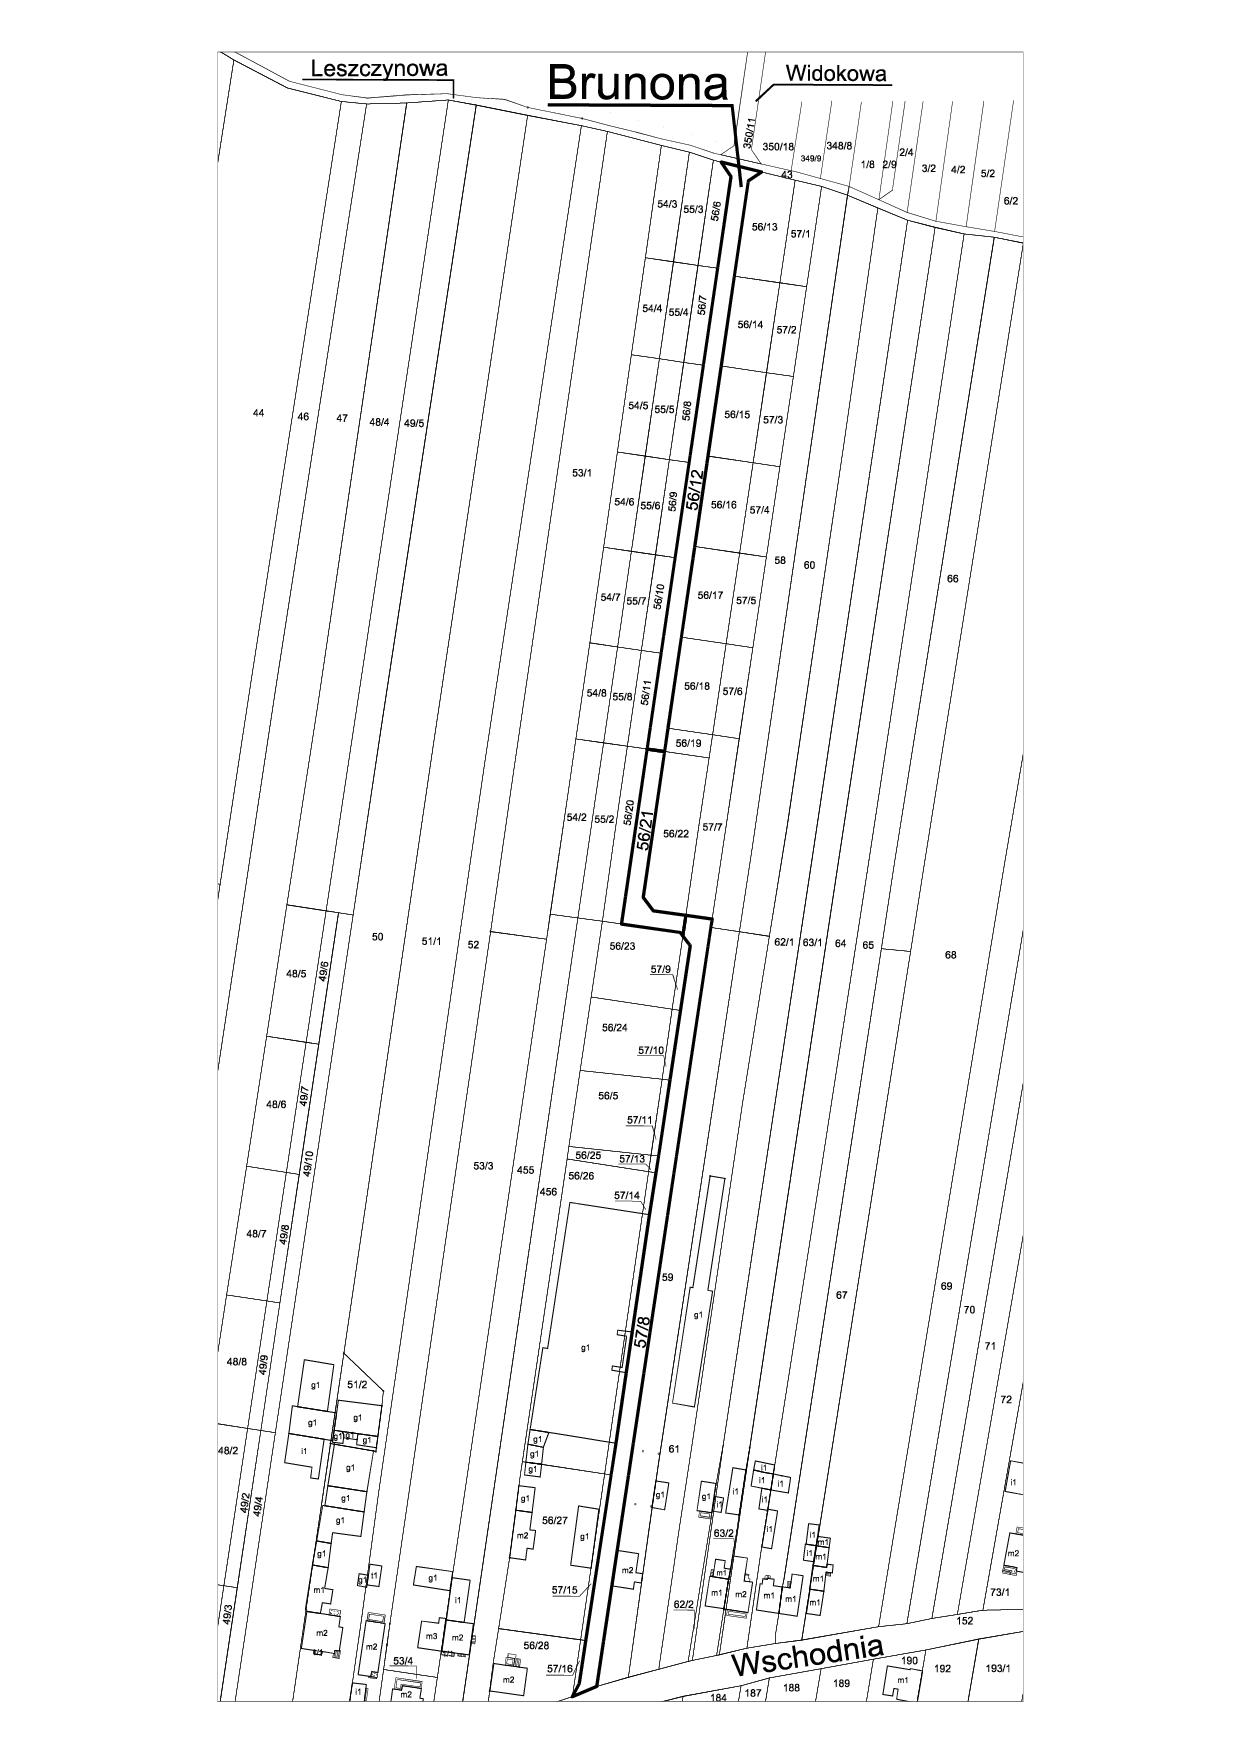 Leszczynowa
Brunona
Widokowa
350/11
350/18
349/9
348/8
1/8
2/9
2/4
3/2
4/2
5/2
6/2
43
54/3
55/3
56/6
56/13
57/1
54/4
55/4
56/7
56/14
57/2
54/5
55/5
56/8
56/15
57/3
44
46
47
48/4
49/5
53/1
54/6
55/6
56/9
56/12
56/16
57/4
58
60
66
54/7
55/7
56/10
56/17
57/5
54/8
55/8
56/11
56/18
57/6
56/19
54/2
55/2
56/20
56/21
56/22
57/7
50
51/1
52
56/23
62/1
63/1
64
65
68
48/5
49/6
57/9
56/24
57/10
48/6
49/7
56/5
57/11
49/10
53/3
455
456
56/25
57/13
56/26
57/14
48/7
49/8
59
67
69
70
71
72
57/8
g1
g1
48/8
49/9
g1
51/2
g1
g1
g1
g1
g1
i1
g1
g1
g1
g1
g1
g1
48/2
49/2
49/4
61
g1
m2
56/27
g1
g1
g1
i1
i1
i1
i1
i1
i1
i1
63/2
i1
i1
m1
m1
m1
m1
i1
m2
g1
m1
g1
i1
g1
i1
m2
57/15
m1
m1
m2
m1
m1
62/2
73/1
152
49/3
m2
m2
m3
m2
56/28
53/4
57/16
m2
i1
m2
Wschodnia
190
192
193/1
m1
184
187
188
189